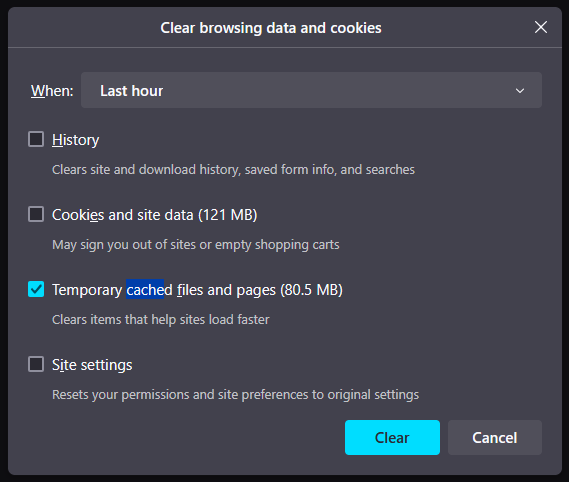 Clear browsing data and cookies
When: Last hour
History
Clears site and download history, saved form info, and searches
Cookies and site data (121 MB)
May sign you out of sites or empty shopping carts
Temporary cached files and pages (80.5 MB)
Clears items that help sites load faster
Site settings
Resets your permissions and site preferences to original settings
Clear Cancel